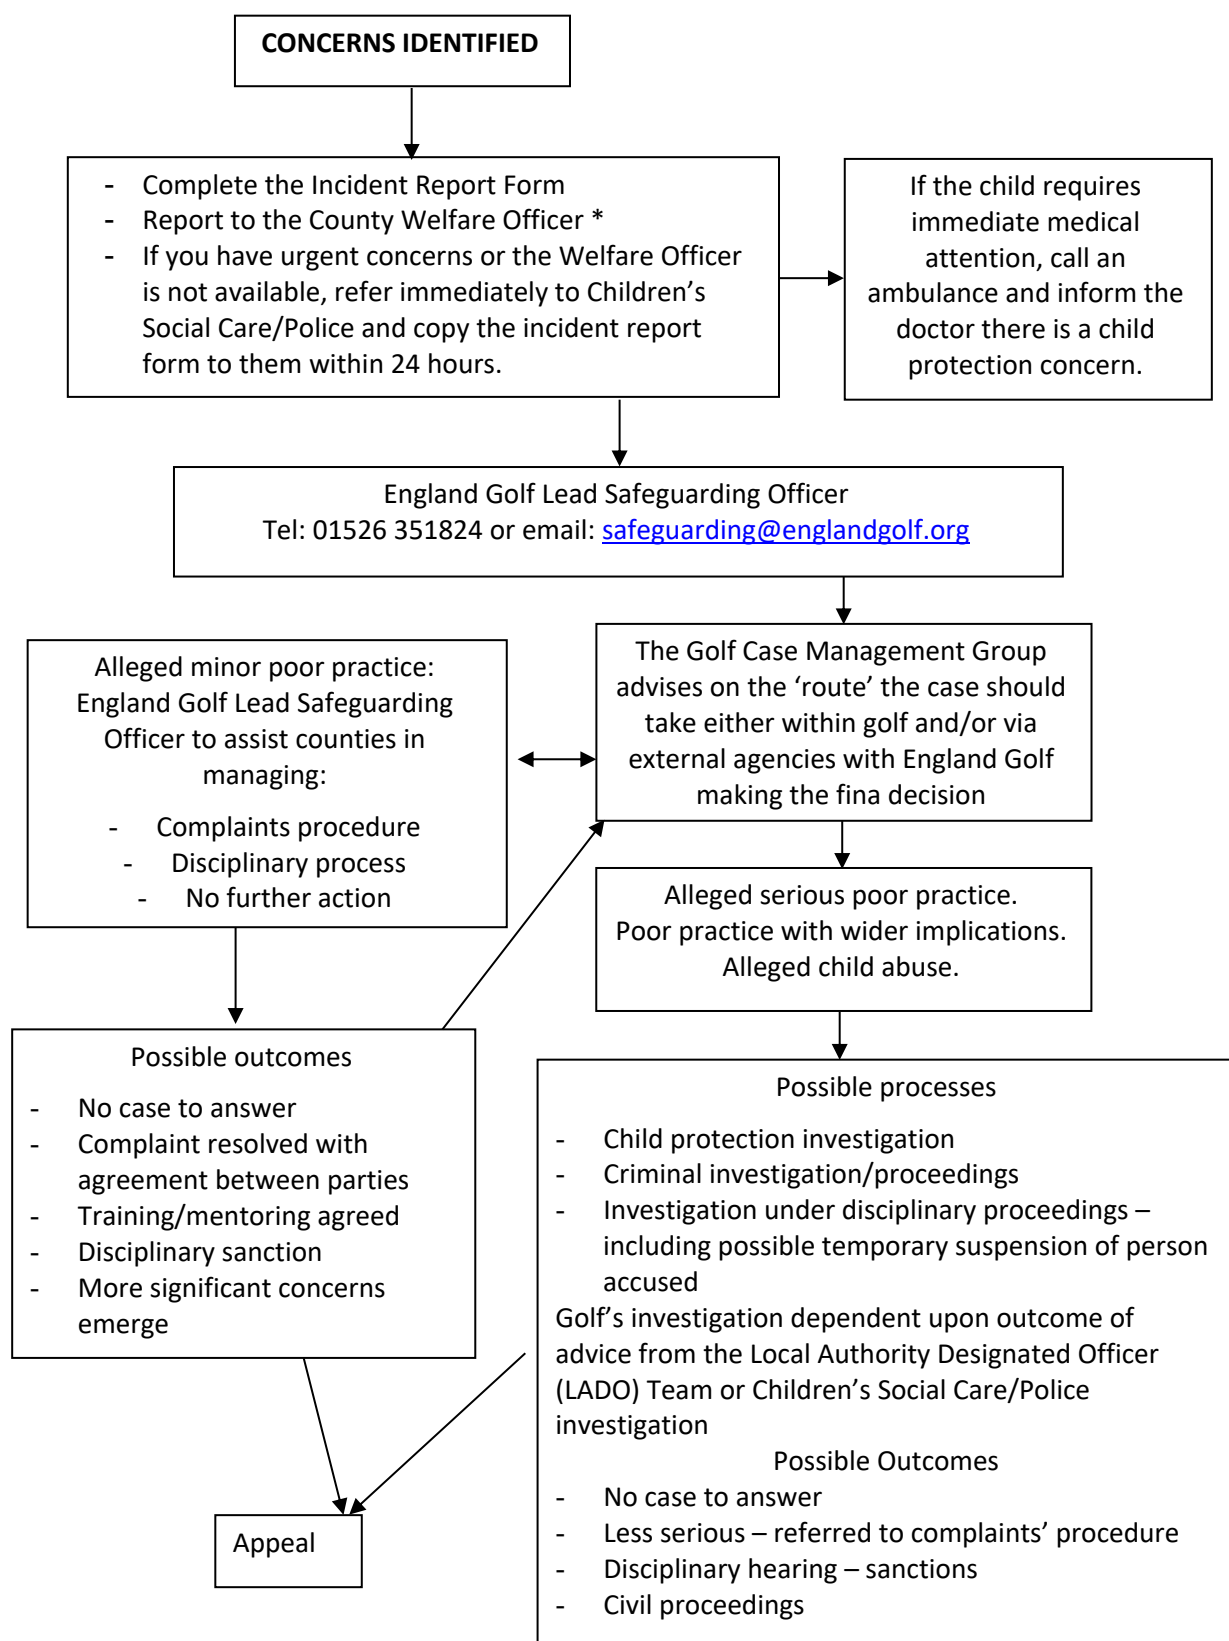 CONCERNS IDENTIFIED
- Complete the Incident Report Form
- Report to the County Welfare Officer *
- If you have urgent concerns or the Welfare Officer
is not available, refer immediately to Children’s
Social Care/Police and copy the incident report
form to them within 24 hours.
If the child requires
immediate medical
attention, call an
ambulance and inform the
doctor there is a child
protection concern.
England Golf Lead Safeguarding Officer
Tel: 01526 351824 or email: safeguarding@englandgolf.org
Alleged minor poor practice:
England Golf Lead Safeguarding
Officer to assist counties in
managing:
- Complaints procedure
- Disciplinary process
- No further action
The Golf Case Management Group
advises on the ‘route’ the case should
take either within golf and/or via
external agencies with England Golf
making the fina decision
Alleged serious poor practice.
Poor practice with wider implications.
Alleged child abuse.
Possible outcomes
- No case to answer
- Complaint resolved with
agreement between parties
- Training/mentoring agreed
- Disciplinary sanction
- More significant concerns
emerge
Possible processes
- Child protection investigation
- Criminal investigation/proceedings
- Investigation under disciplinary proceedings –
including possible temporary suspension of person
accused
Golf’s investigation dependent upon outcome of
advice from the Local Authority Designated Officer
(LADO) Team or Children’s Social Care/Police
investigation
Possible Outcomes
- No case to answer
- Less serious – referred to complaints’ procedure
- Disciplinary hearing – sanctions
- Civil proceedings
Appeal